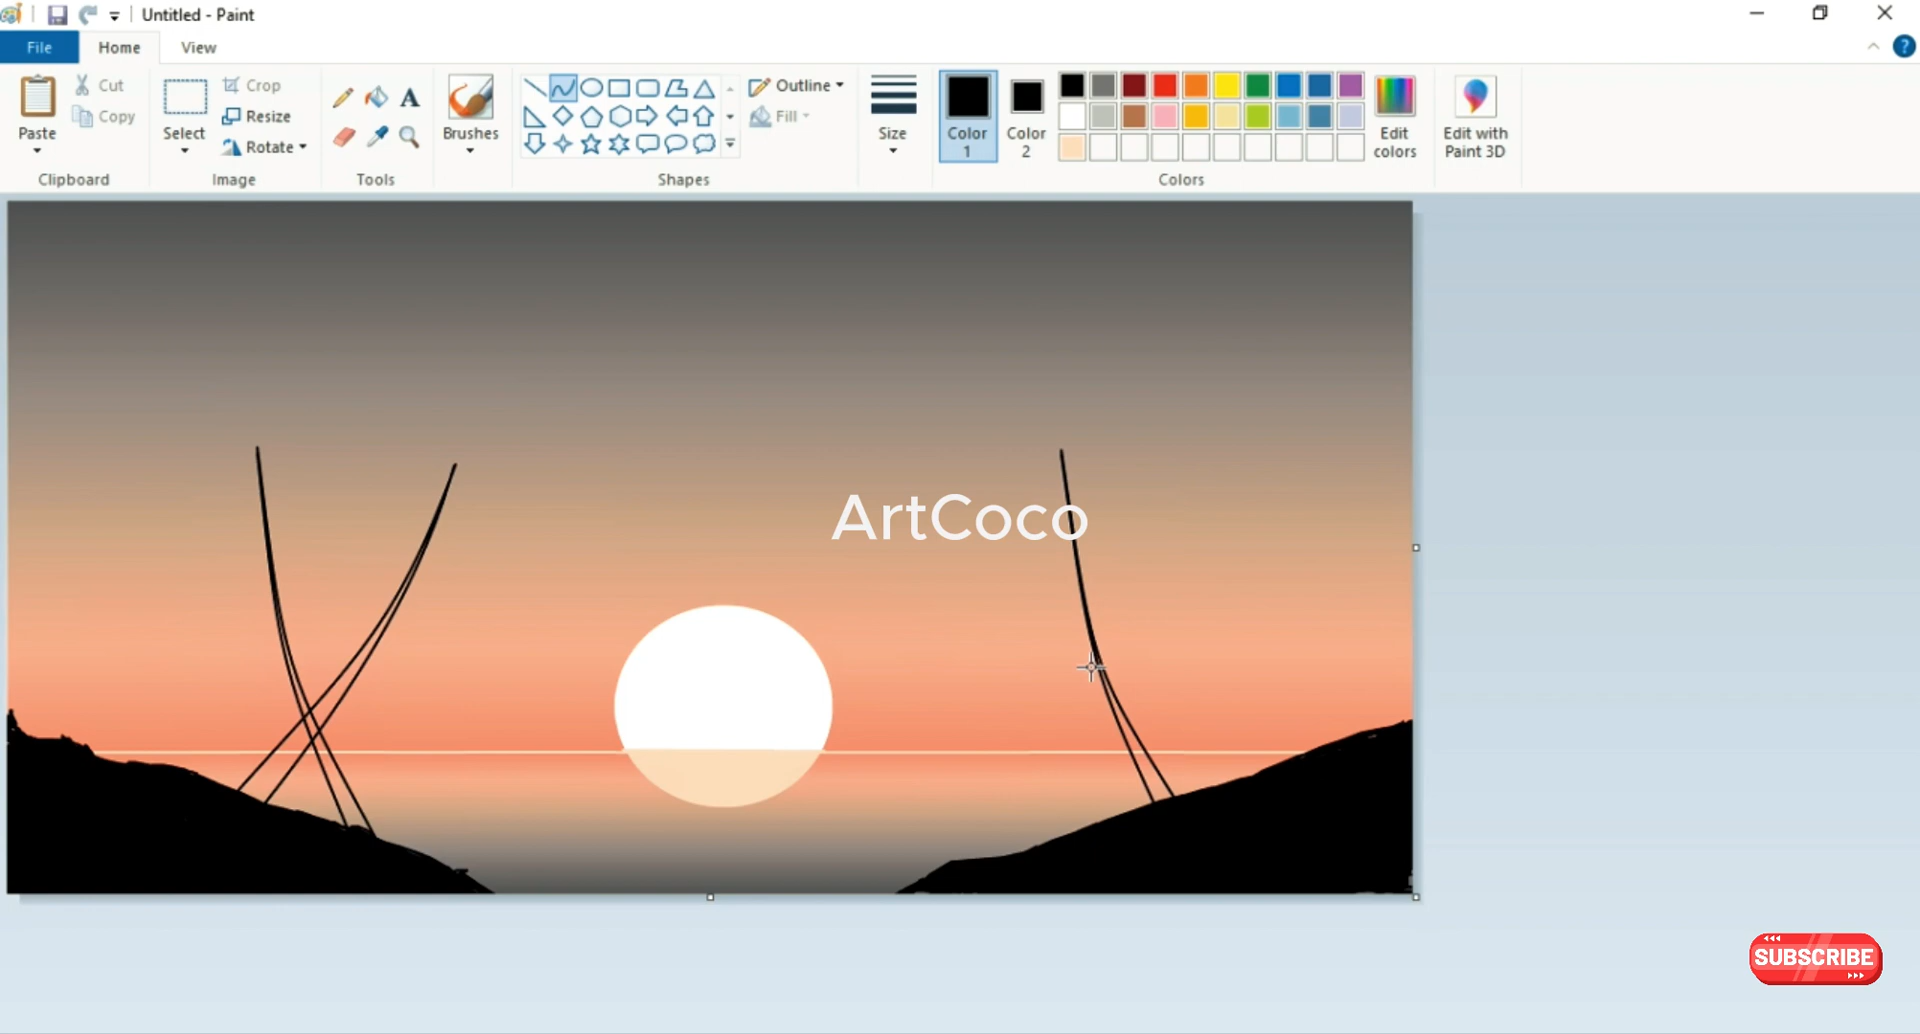 Untitled - Paint
File Home View
Paste Cut Copy Clipboard
Select Crop Resize Rotate Image
A
Tools
Brushes
Shapes
Outline
Fill
Size
Color 1
Color 2
Colors
Edit colors
Edit with Paint 3D
?
ArtCoco
SUBSCRIBE